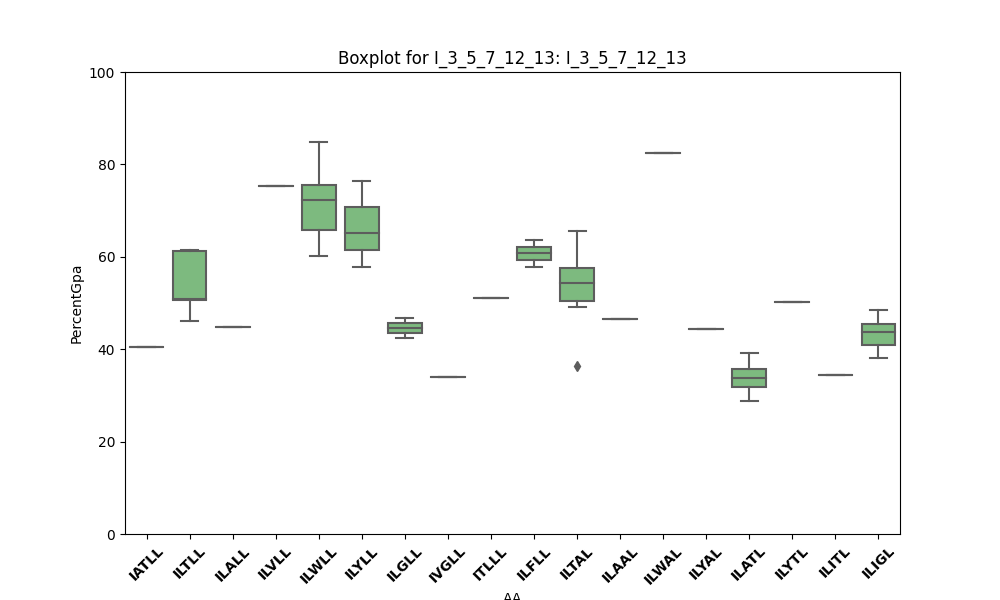 Boxplot for I_3_5_7_12_13: I_3_5_7_12_13
100
80
60
40
20
0
PercentGpa
IATLL
ILTLL
ILALL
ILVLL
ILWLL
ILYLL
ILGLL
IVGLL
ITLLL
ILFLL
ILTAL
ILAAL
ILWAL
ILYAL
ILATL
ILYTL
ILITL
ILIGL
AA